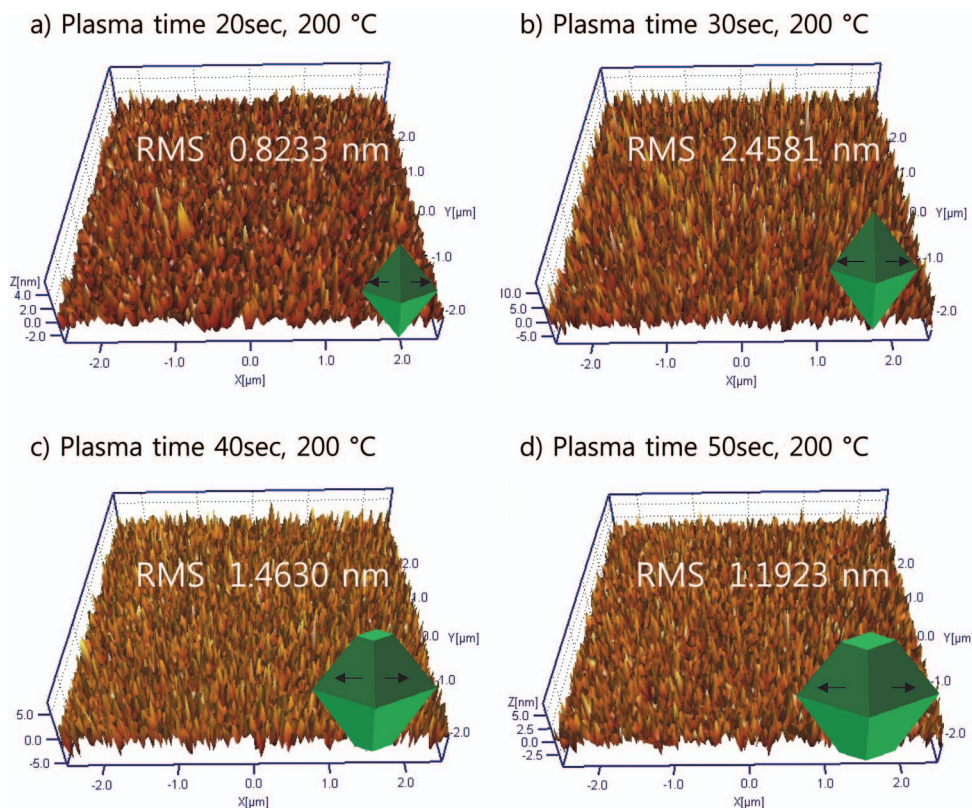 a) Plasma time 20sec, 200 °C
RMS 0.8233 nm
2.0
1.0
0.0
Y[µm]
-1.0
-2.0
Z[nm]
4.0
2.0
0.0
-2.0
-2.0 -1.0 0.0 1.0 2.0
X[µm]
b) Plasma time 30sec, 200 °C
RMS 2.4581 nm
2.0
1.0
0.0
Y[µm]
-1.0
-2.0
10.0
5.0
0.0
-5.0
-2.0 -1.0 0.0 1.0 2.0
X[µm]
c) Plasma time 40sec, 200 °C
RMS 1.4630 nm
2.0
1.0
0.0
Y[µm]
-1.0
-2.0
5.0
0.0
-5.0
-2.0 -1.0 0.0 1.0 2.0
X[µm]
d) Plasma time 50sec, 200 °C
RMS 1.1923 nm
2.0
1.0
0.0
Y[µm]
-1.0
-2.0
Z[nm]
5.0
2.5
0.0
-2.5
-2.0 -1.0 0.0 1.0 2.0
X[µm]